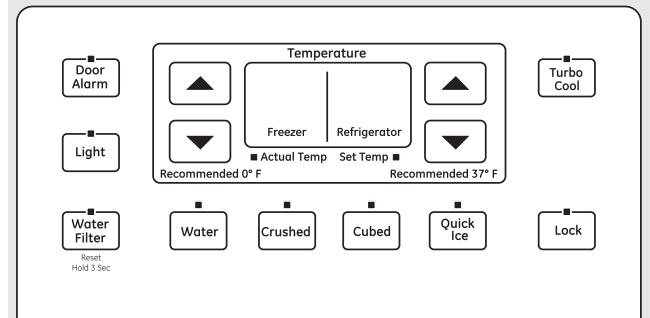 Temperature
Door
Alarm
Turbo
Cool
Freezer
Refrigerator
Actual Temp
Set Temp
Light
Recommended 0° F
Recommended 37° F
Water
Filter
Water
Crushed
Cubed
Quick
Ice
Lock
Reset
Hold 3 Sec